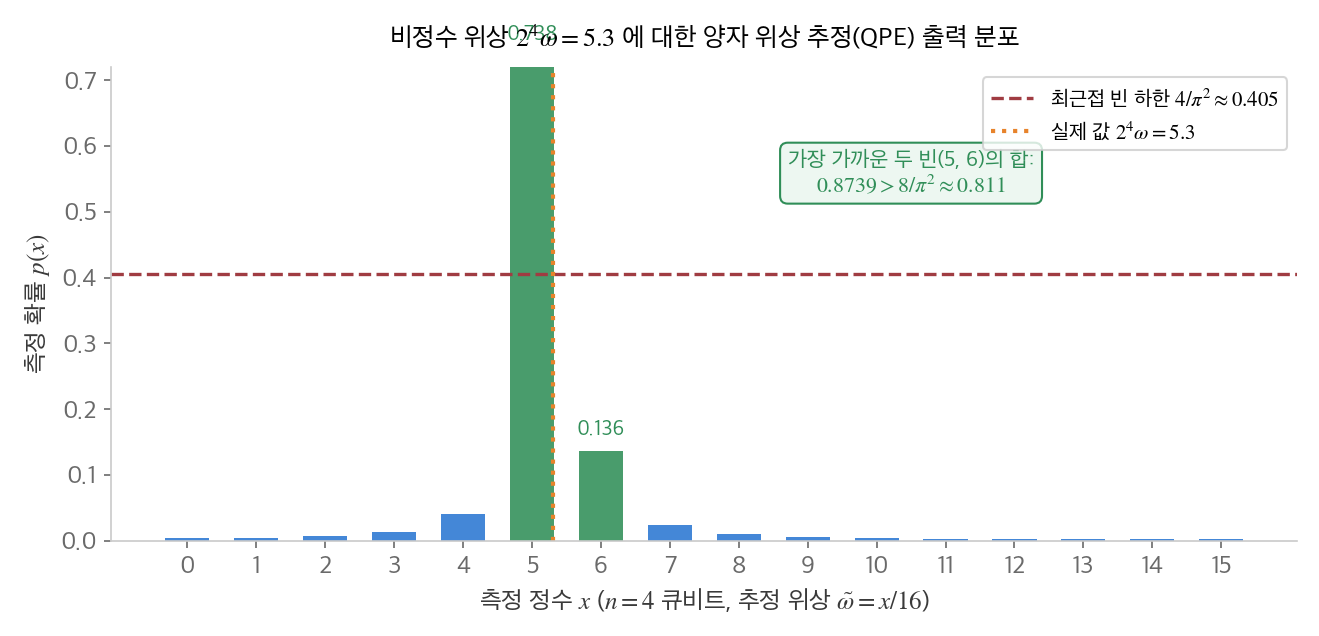 비정수 위상 2⁴ω = 5.3 에 대한 양자 위상 추정(QPE) 출력 분포
0.738
최근접 빈 하한 4/π² ≈ 0.405
실제 값 2⁴ω = 5.3
가장 가까운 두 빈(5, 6)의 합:
0.8739 > 8/π² ≈ 0.811
0.136
측정 확률 p(x)
0.7
0.6
0.5
0.4
0.3
0.2
0.1
0.0
0 1 2 3 4 5 6 7 8 9 10 11 12 13 14 15
측정 정수 x (n = 4 큐비트, 추정 위상 ω̃ = x/16)